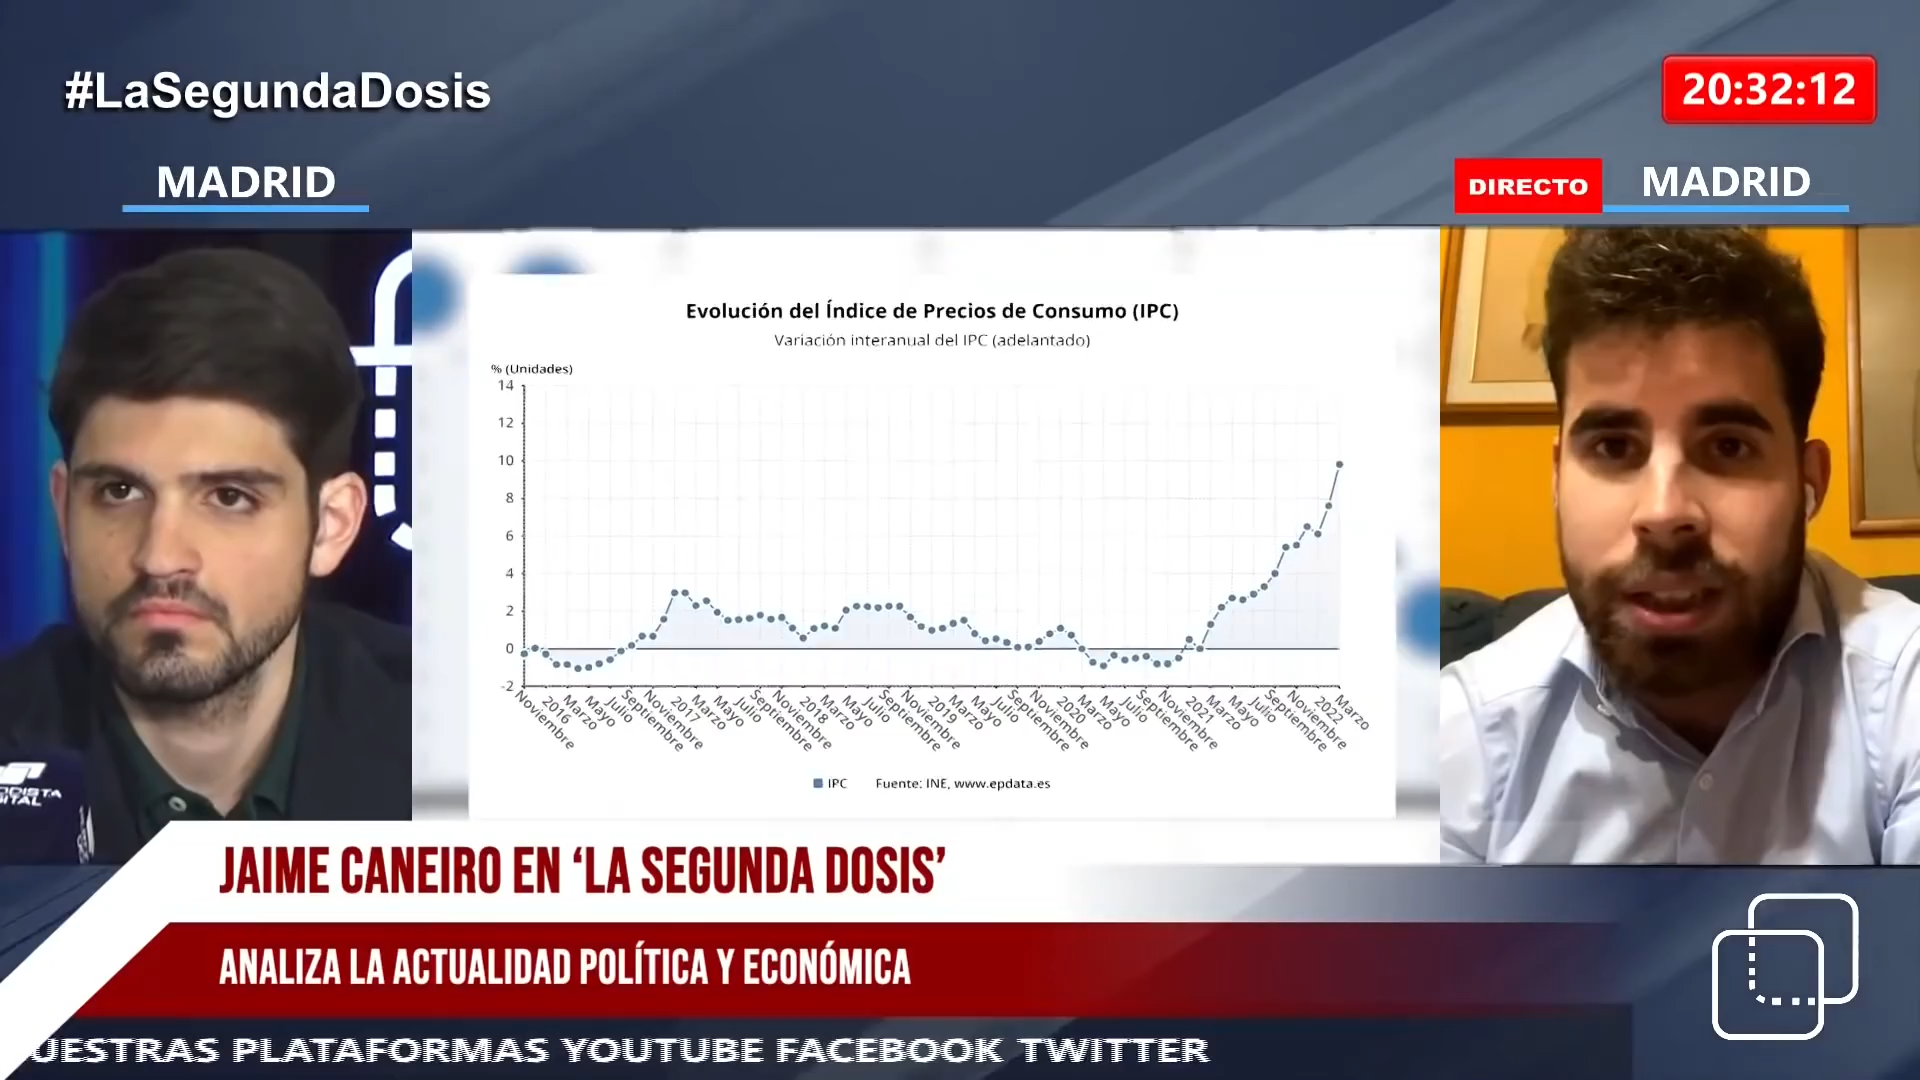 #LaSegundaDosis
20:32:12
MADRID
DIRECTO
MADRID
Evolución del Índice de Precios de Consumo (IPC)
Variación interanual del IPC (adelantado)
% (Unidades)
14
12
10
8
6
4
2
0
-2
Noviembre
2016
Marzo
Mayo
Julio
Septiembre
Noviembre
2017
Marzo
Mayo
Julio
Septiembre
Noviembre
2018
Marzo
Mayo
Julio
Septiembre
Noviembre
2019
Marzo
Mayo
Julio
Septiembre
Noviembre
2020
Marzo
Mayo
Julio
Septiembre
Noviembre
2021
Marzo
Mayo
Julio
Septiembre
Noviembre
2022
Marzo
IPC Fuente: INE, www.epdata.es
JAIME CANEIRO EN ‘LA SEGUNDA DOSIS’
ANALIZA LA ACTUALIDAD POLÍTICA Y ECONÓMICA
UESTRAS PLATAFORMAS YOUTUBE FACEBOOK TWITTER